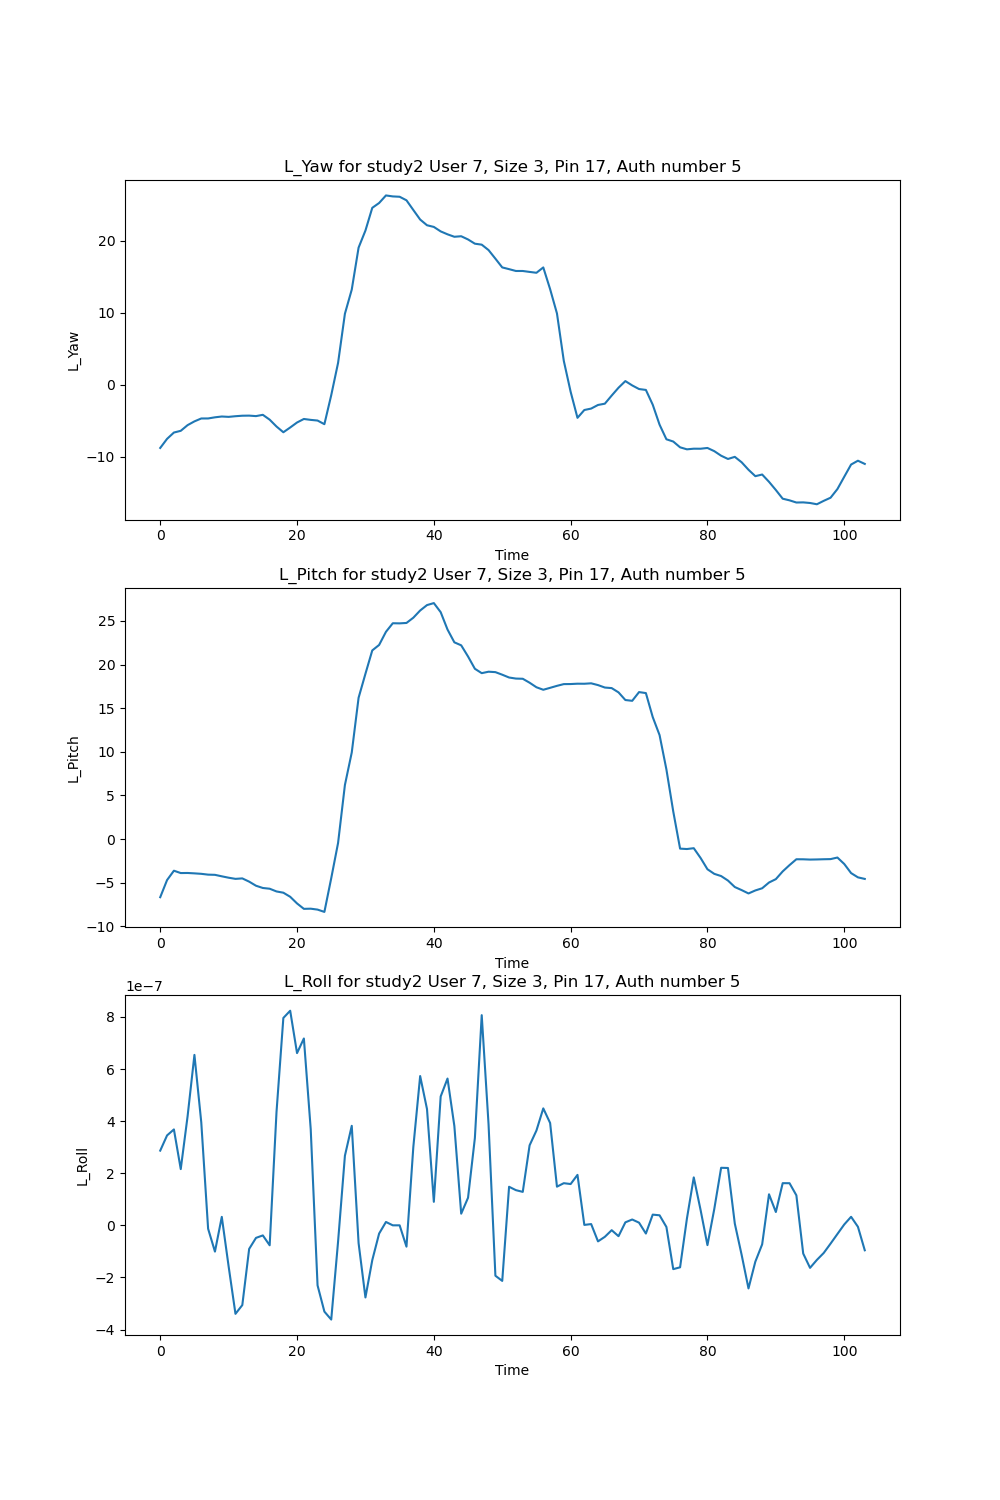 L_Yaw for study2 User 7, Size 3, Pin 17, Auth number 5
20
10
0
−10
L_Yaw
0 20 40 60 80 100
Time
L_Pitch for study2 User 7, Size 3, Pin 17, Auth number 5
25
20
15
10
5
0
−5
−10
L_Pitch
0 20 40 60 80 100
Time
L_Roll for study2 User 7, Size 3, Pin 17, Auth number 5
1e−7
8
6
4
2
0
−2
−4
L_Roll
0 20 40 60 80 100
Time